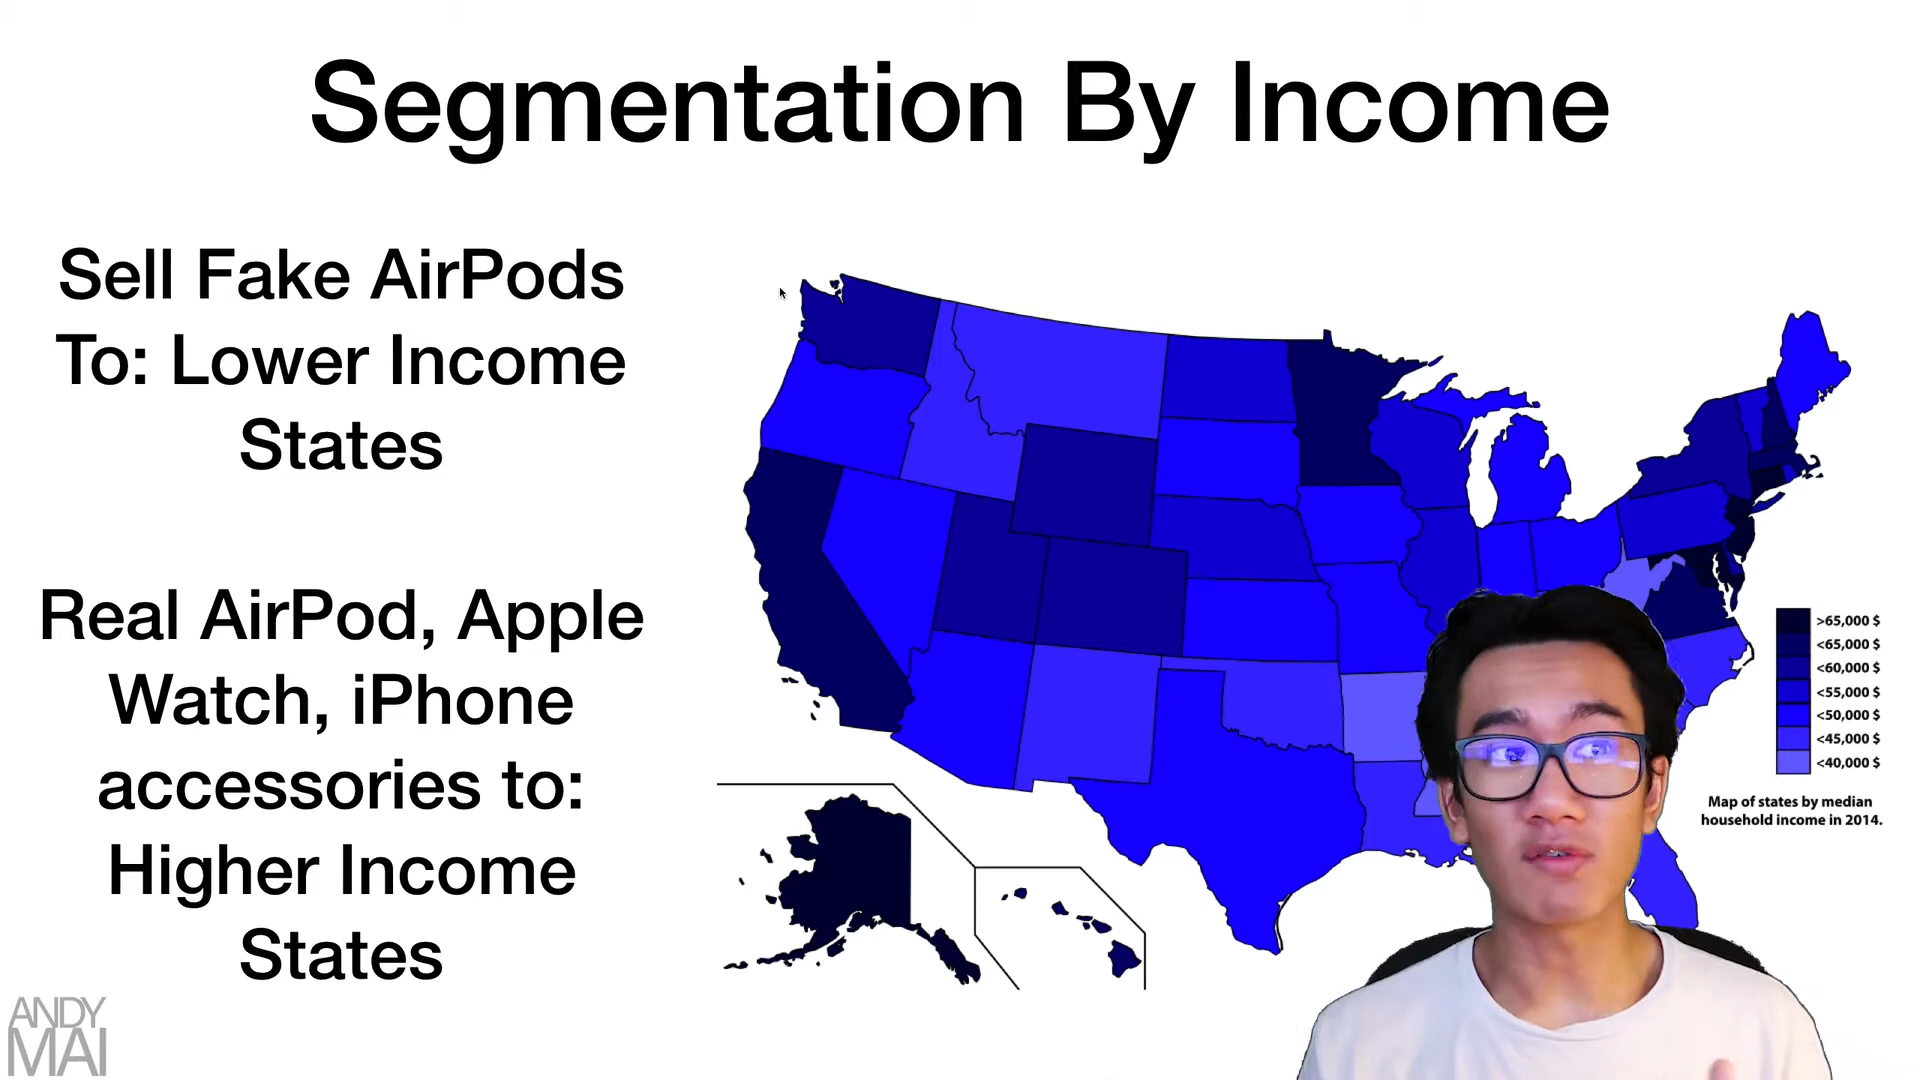 Segmentation By Income
Sell Fake AirPods
To: Lower Income
States
Real AirPod, Apple
Watch, iPhone
accessories to:
Higher Income
States
>65,000 $
<65,000 $
<60,000 $
<55,000 $
<50,000 $
<45,000 $
<40,000 $
Map of states by median
household income in 2014.
ANDY
MAI